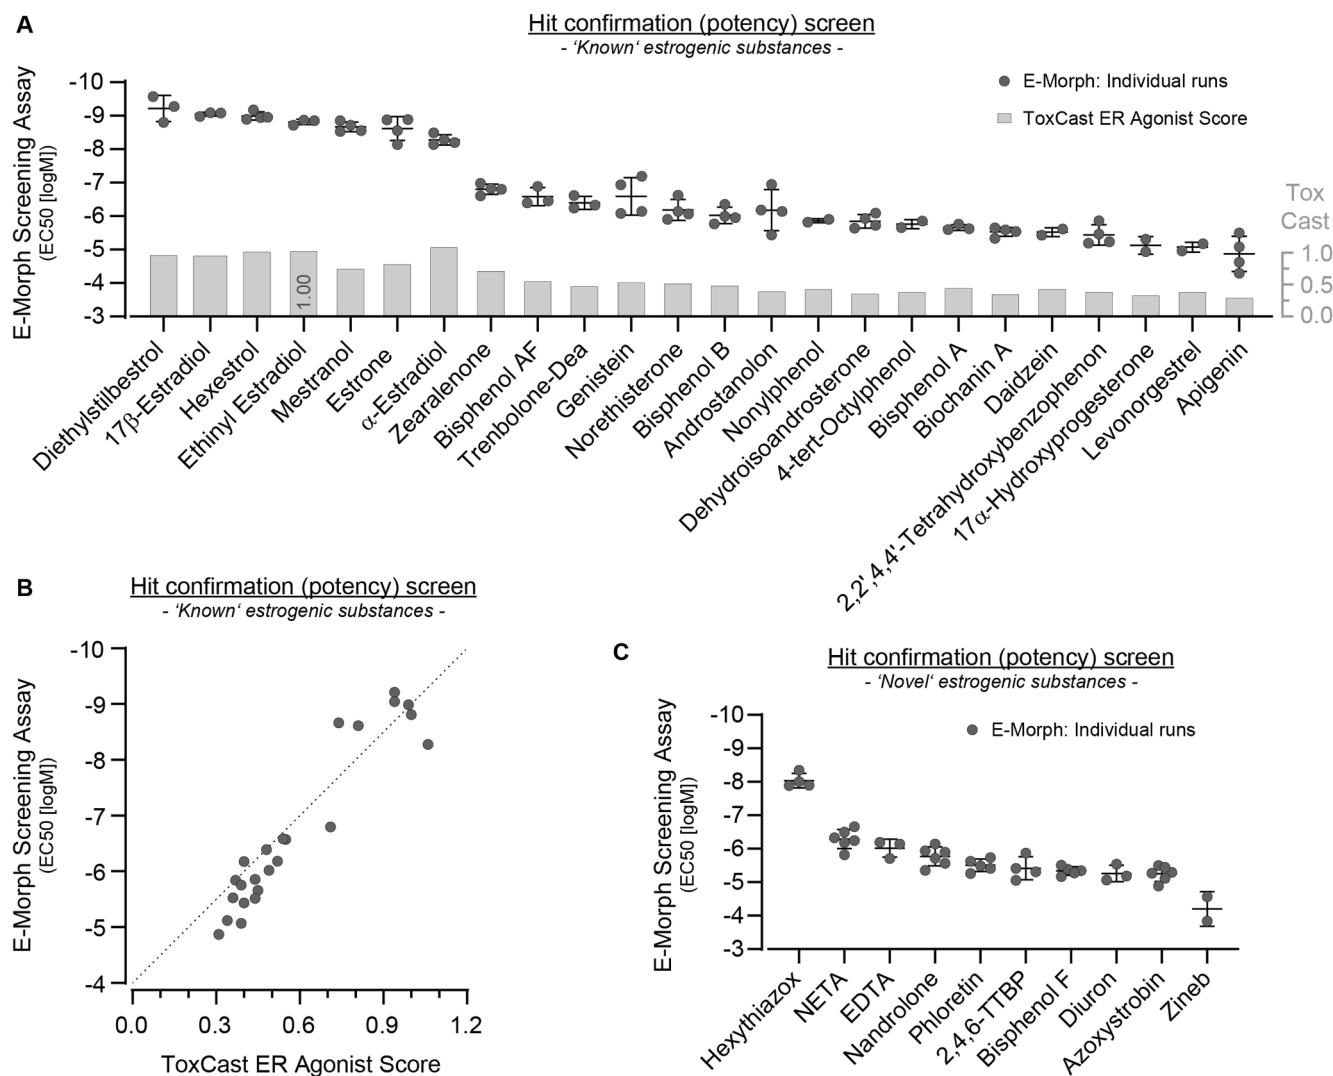 A
Hit confirmation (potency) screen
- ‘Known‘ estrogenic substances -
E-Morph Screening Assay
(EC50 [logM])
-10
-9
-8
-7
-6
-5
-4
-3
E-Morph: Individual runs
ToxCast ER Agonist Score
Tox
Cast
1.0
0.5
0.0
1.00
Diethylstilbestrol
17β-Estradiol
Hexestrol
Ethinyl Estradiol
Mestranol
Estrone
α-Estradiol
Zearalenone
Bisphenol AF
Trenbolone-Dea
Genistein
Norethisterone
Bisphenol B
Androstanolon
Nonylphenol
Dehydroisoandrosterone
4-tert-Octylphenol
Bisphenol A
Biochanin A
Daidzein
2,2',4,4'-Tetrahydroxybenzophenon
17α-Hydroxyprogesterone
Levonorgestrel
Apigenin
B
Hit confirmation (potency) screen
- ‘Known‘ estrogenic substances -
E-Morph Screening Assay
(EC50 [logM])
-10
-9
-8
-7
-6
-5
-4
0.0
0.3
0.6
0.9
1.2
ToxCast ER Agonist Score
C
Hit confirmation (potency) screen
- ‘Novel‘ estrogenic substances -
E-Morph Screening Assay
(EC50 [logM])
-10
-9
-8
-7
-6
-5
-4
-3
E-Morph: Individual runs
Hexythiazox
NETA
EDTA
Nandrolone
Phloretin
2,4,6-TTBP
Bisphenol F
Diuron
Azoxystrobin
Zineb